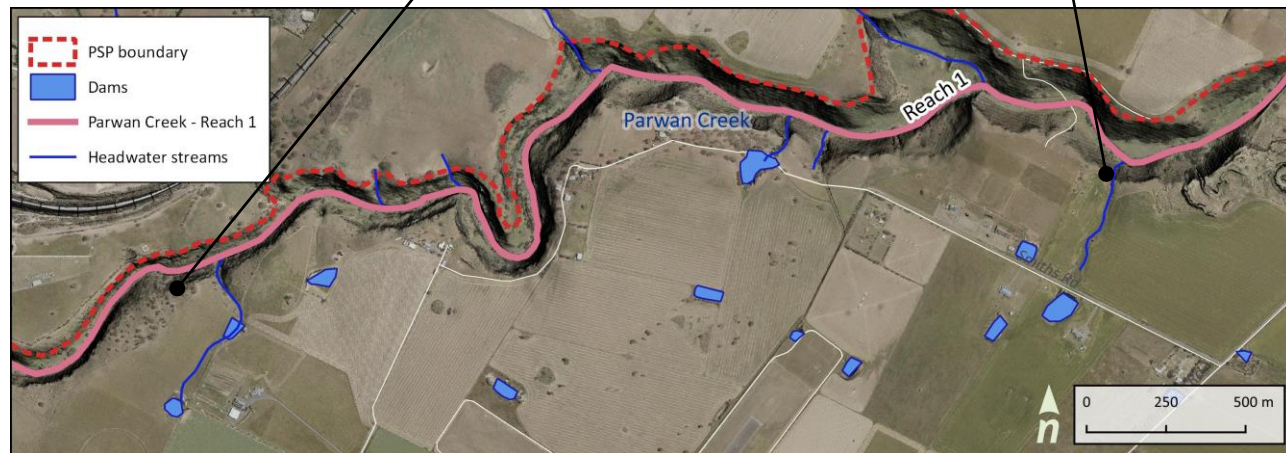 PSP boundary
Dams
Parwan Creek - Reach 1
Headwater streams
Reach 1
Parwan Creek
Smiths Rd
n
0 250 500 m